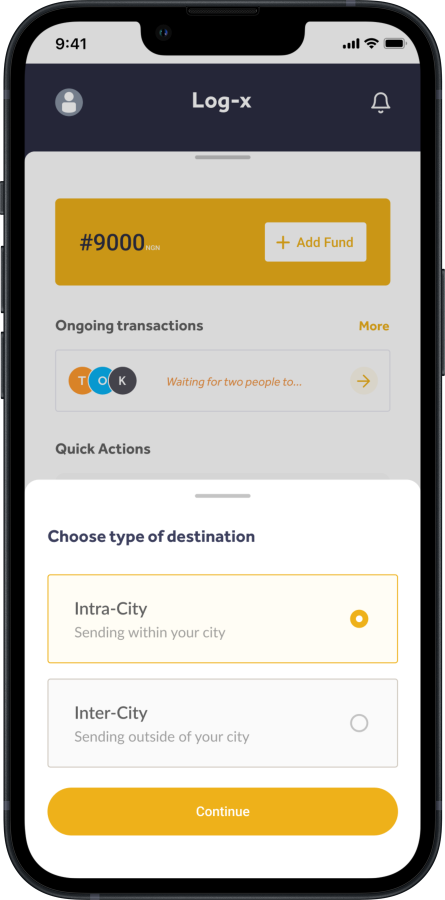 9:41
Log-x
#9000 NGN
+ Add Fund
Ongoing transactions
More
T O K
Waiting for two people to...
Quick Actions
Choose type of destination
Intra-City
Sending within your city
Inter-City
Sending outside of your city
Continue